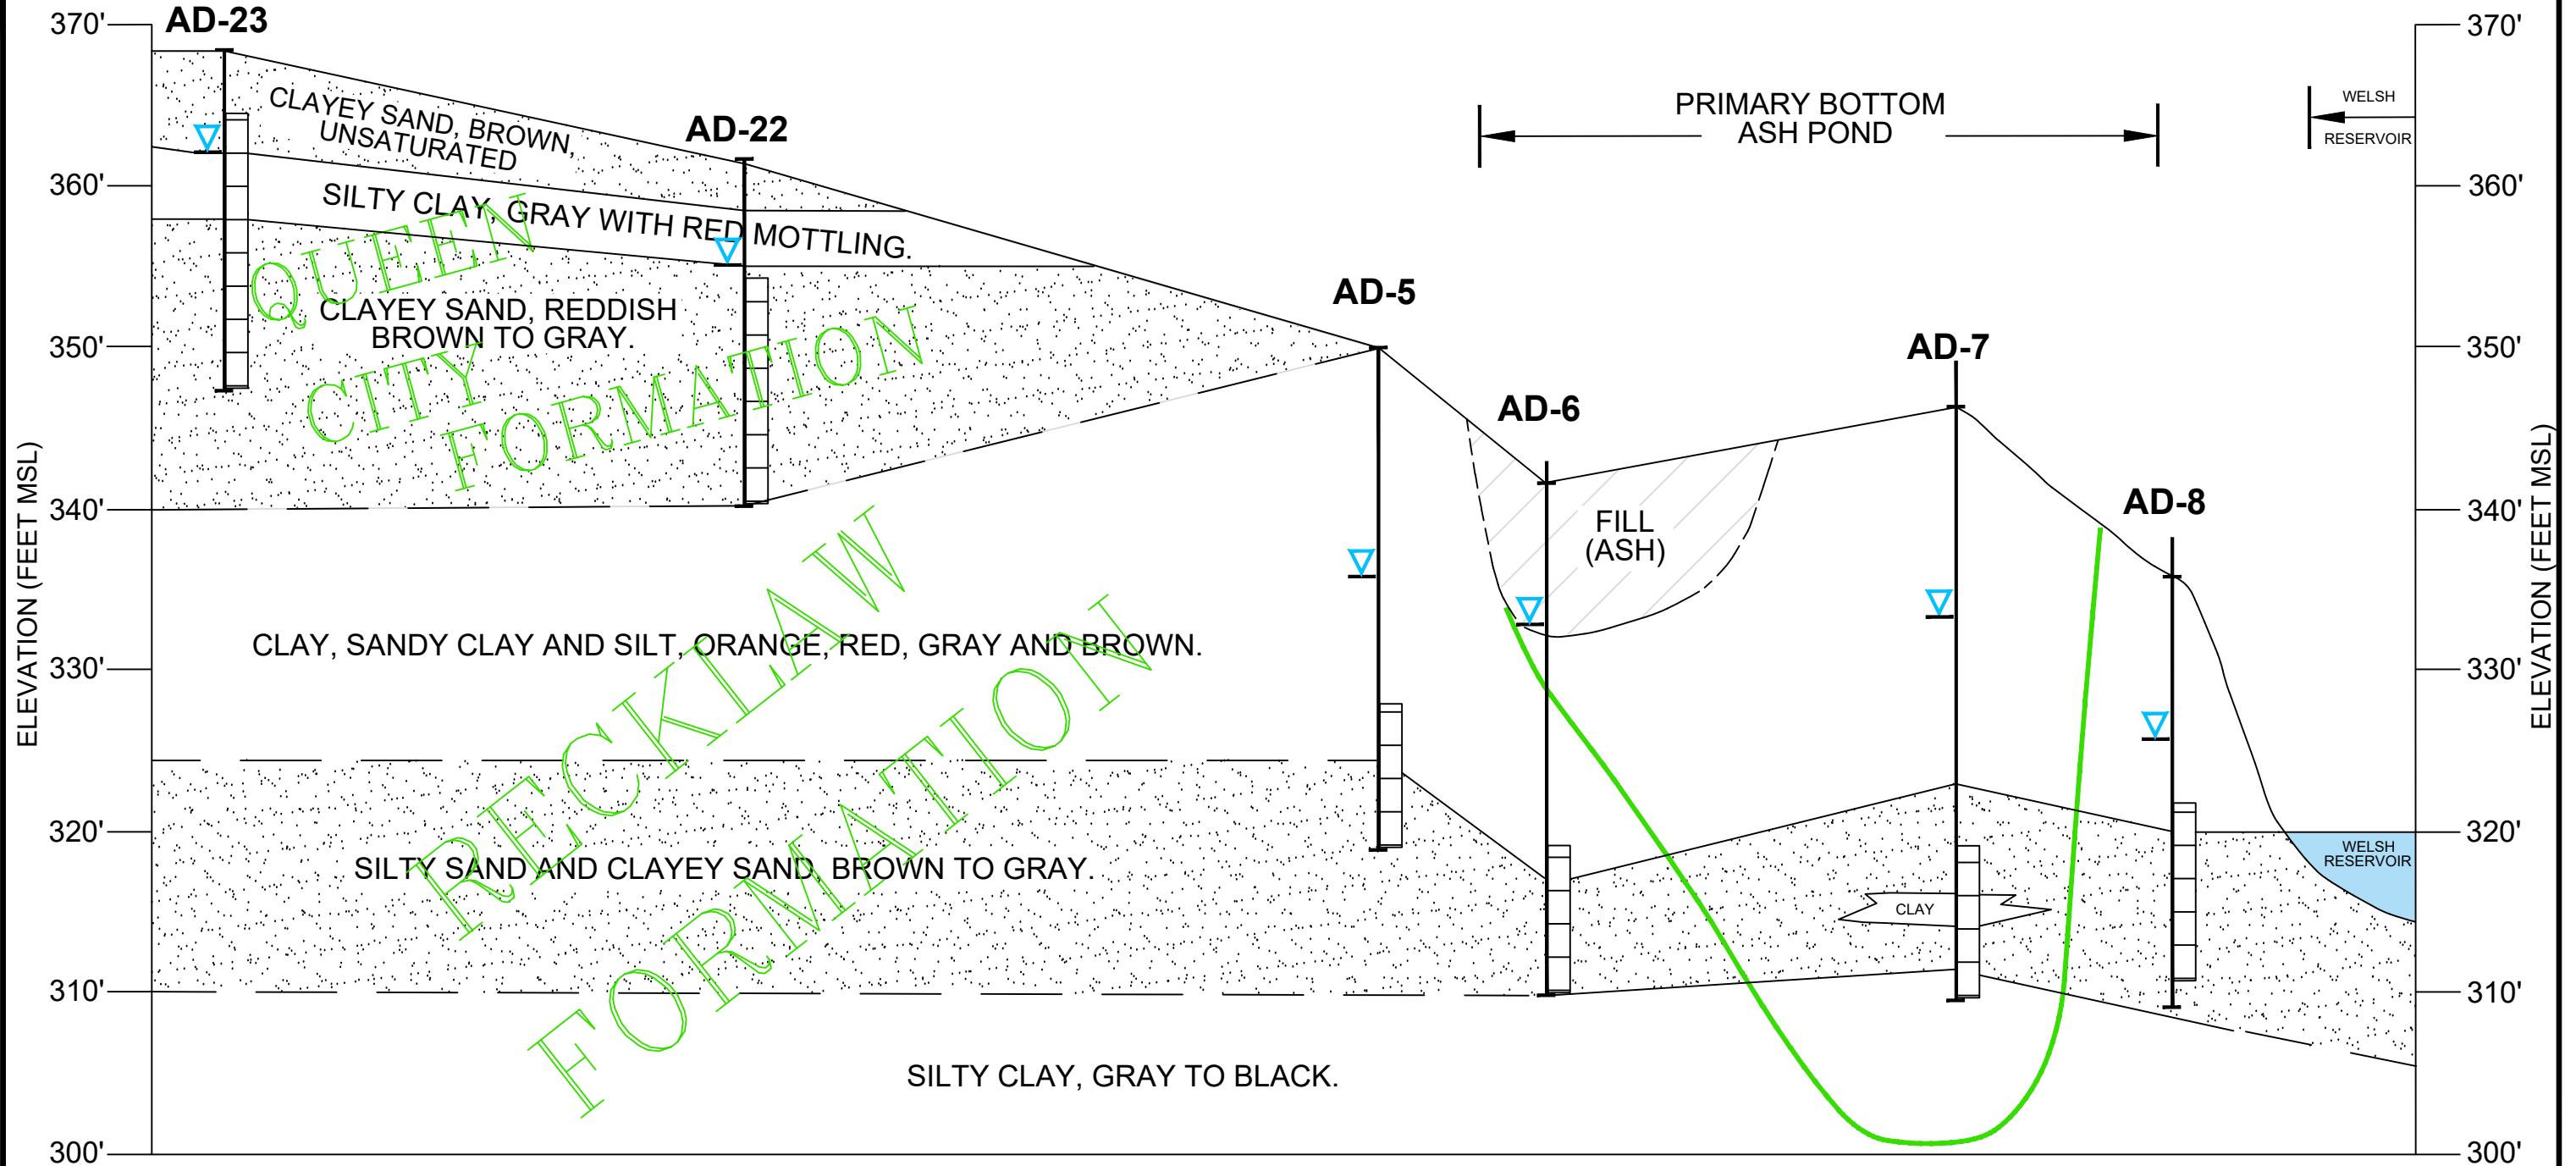 AD-23
370'
370'
CLAYEY SAND, BROWN,
UNSATURATED
AD-22
PRIMARY BOTTOM
ASH POND
WELSH
RESERVOIR
360'
360'
SILTY CLAY, GRAY WITH RED MOTTLING.
QUEEN
CITY
FORMATION
CLAYEY SAND, REDDISH
BROWN TO GRAY.
AD-5
350'
350'
AD-7
AD-6
AD-8
340'
340'
FILL
(ASH)
ELEVATION (FEET MSL)
ELEVATION (FEET MSL)
CLAY, SANDY CLAY AND SILT, ORANGE, RED, GRAY AND BROWN.
330'
330'
RECKLAW
FORMATION
320'
320'
WELSH
RESERVOIR
SILTY SAND AND CLAYEY SAND, BROWN TO GRAY.
CLAY
310'
310'
SILTY CLAY, GRAY TO BLACK.
300'
300'